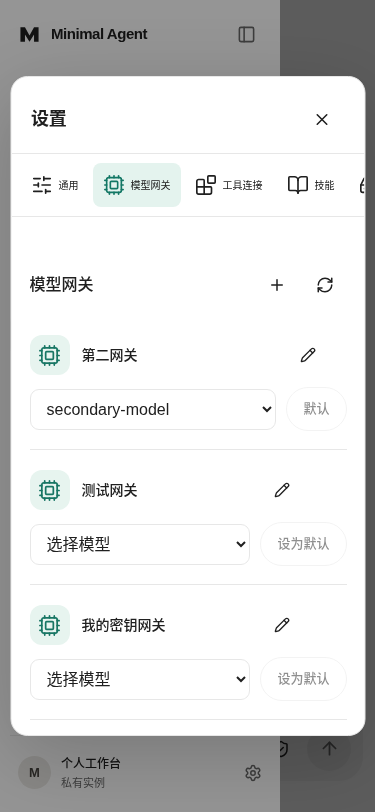 Minimal Agent
设置
通用
模型网关
工具连接
技能
模型网关
第二网关
secondary-model
默认
测试网关
选择模型
设为默认
我的密钥网关
选择模型
设为默认
M
个人工作台
私有实例